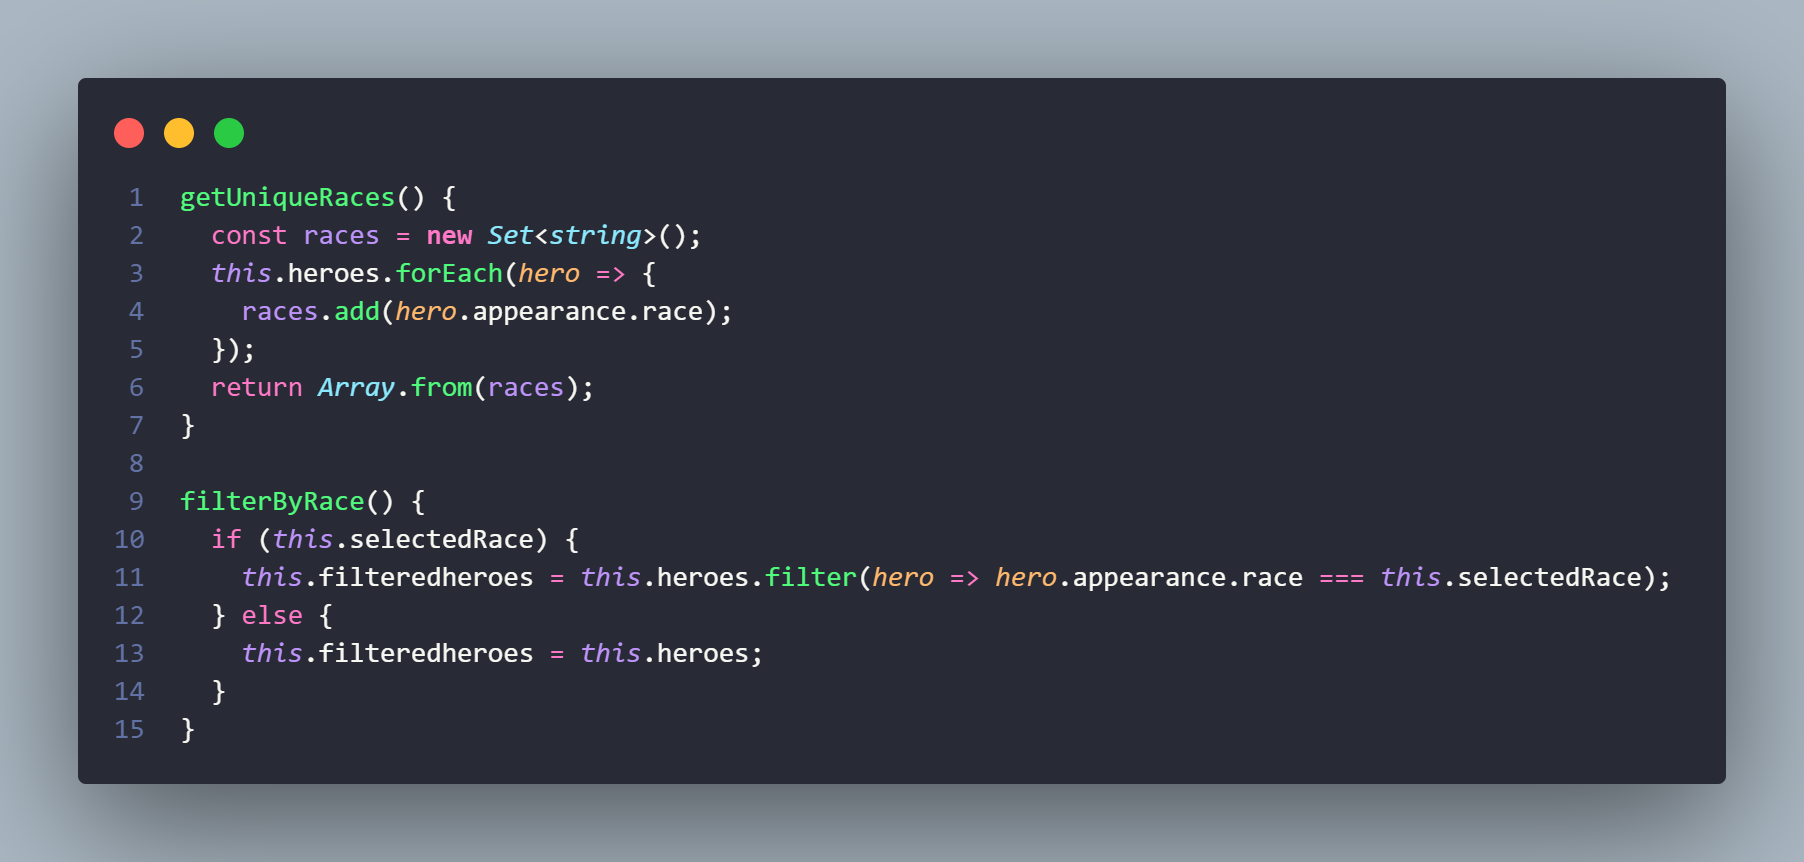 1 getUniqueRaces() {
2   const races = new Set<string>();
3   this.heroes.forEach(hero => {
4     races.add(hero.appearance.race);
5   });
6   return Array.from(races);
7 }
8
9 filterByRace() {
10   if (this.selectedRace) {
11     this.filteredheroes = this.heroes.filter(hero => hero.appearance.race === this.selectedRace);
12   } else {
13     this.filteredheroes = this.heroes;
14   }
15 }